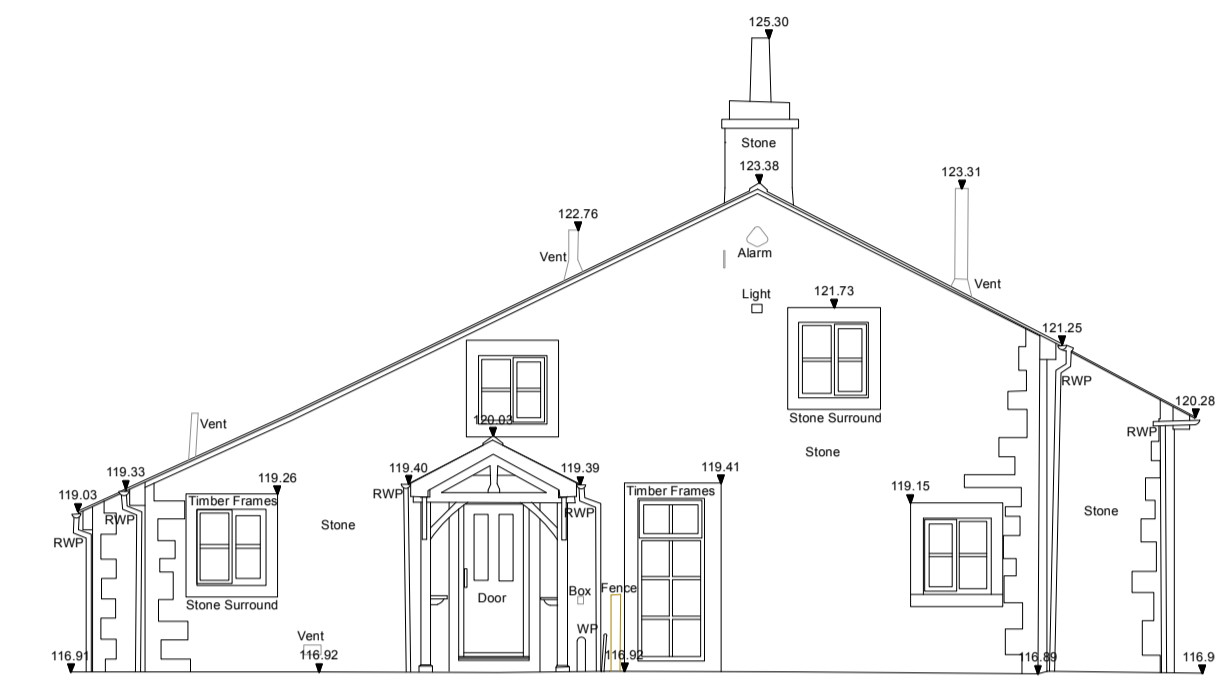 125.30
Stone
123.38
123.31
122.76
Vent
Alarm
Vent
Light
121.73
121.25
RWP
120.28
Stone Surround
RWP
120.03
Vent
Stone
119.33
119.26
119.40
119.39
119.41
119.15
119.03
RWP
Timber Frames
Timber Frames
RWP
RWP
Stone
Stone
RWP
Stone Surround
Door
Box
Fence
Vent
WP
116.91
116.92
116.92
116.89
116.9